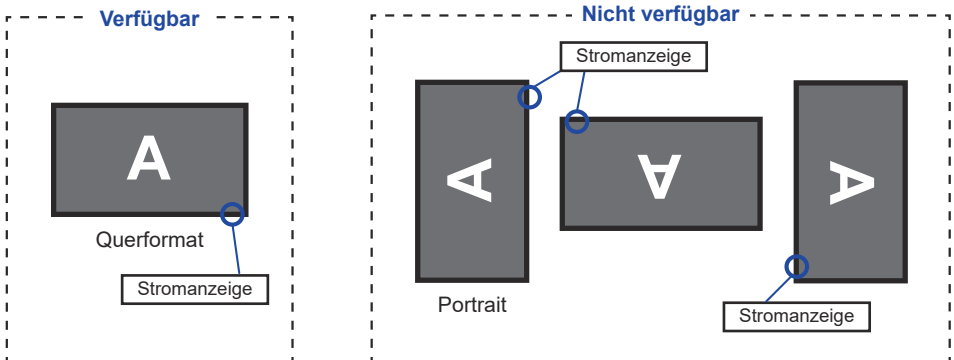 Verfügbar
A
Querformat
Stromanzeige
Nicht verfügbar
Stromanzeige
A
A
A
Portrait
Stromanzeige